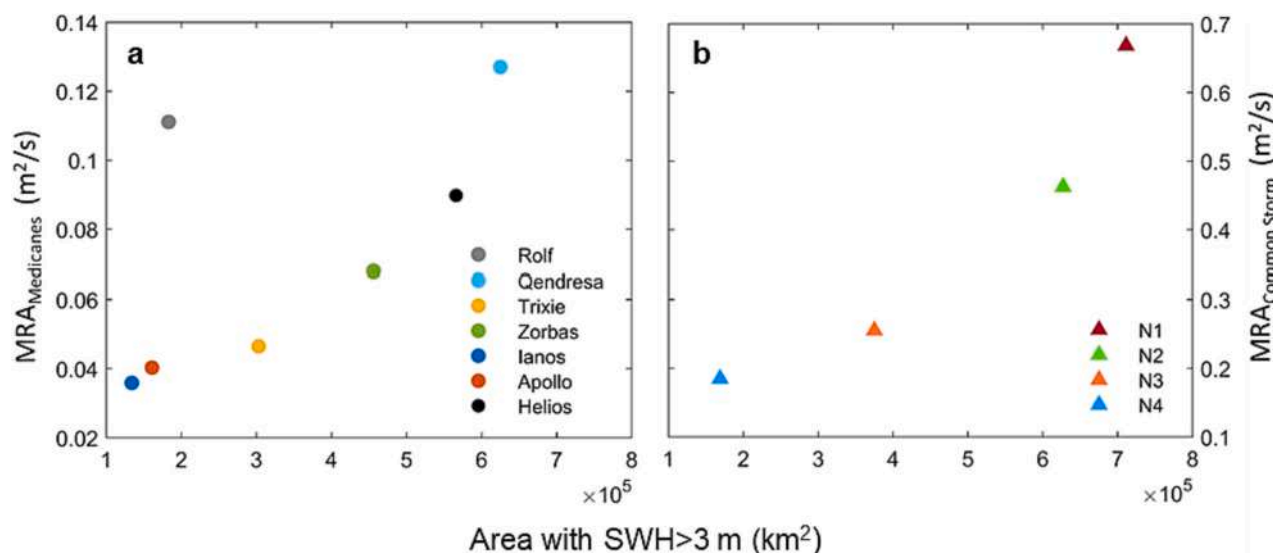 a
0.14
0.12
0.1
0.08
0.06
0.04
0.02
MRA_Medicanes (m²/s)
Rolf
Qendresa
Trixie
Zorbas
Ianos
Apollo
Helios
1 2 3 4 5 6 7 8
×10⁵
b
0.7
0.6
0.5
0.4
0.3
0.2
0.1
MRA_Common Storm (m²/s)
N1
N2
N3
N4
1 2 3 4 5 6 7 8
×10⁵
Area with SWH>3 m (km²)